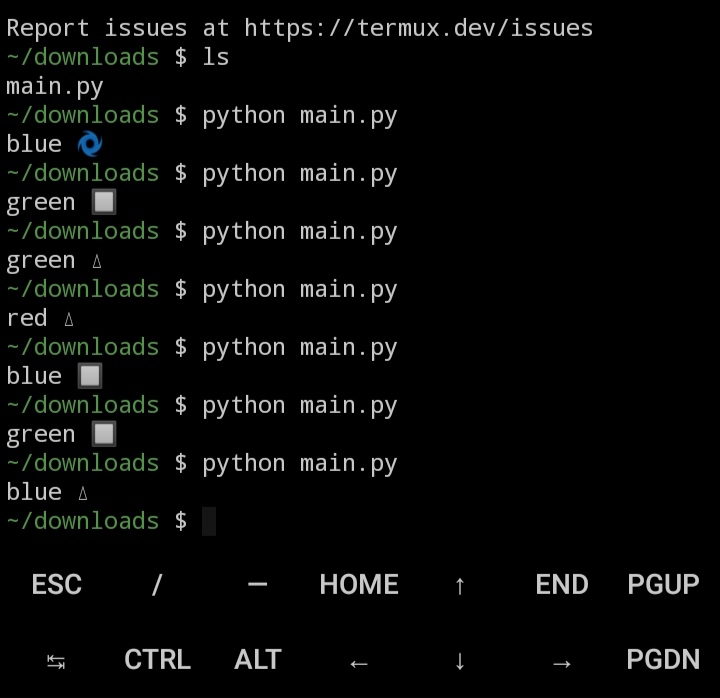 Report issues at https://termux.dev/issues
~/downloads $ ls
main.py
~/downloads $ python main.py
blue 🌀
~/downloads $ python main.py
green 🔲
~/downloads $ python main.py
green ∆
~/downloads $ python main.py
red ∆
~/downloads $ python main.py
blue 🔲
~/downloads $ python main.py
green 🔲
~/downloads $ python main.py
blue ∆
~/downloads $
ESC / — HOME ↑ END PGUP
↹ CTRL ALT ← ↓ → PGDN